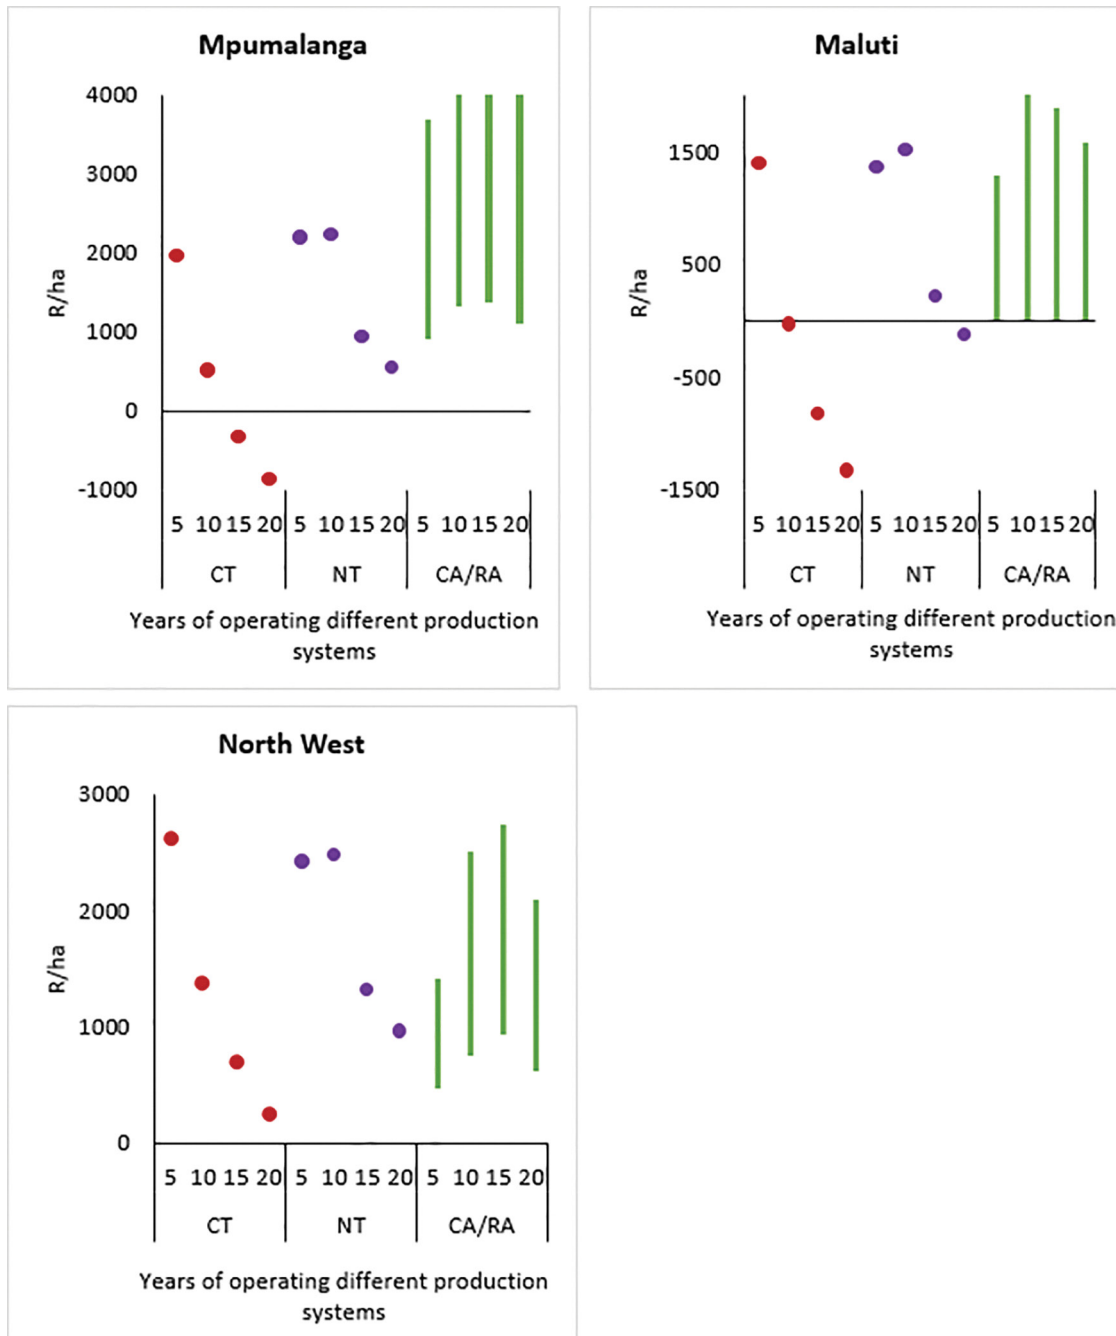 Mpumalanga
4000
3000
2000
1000
0
-1000
R/ha
5 10 15 20 5 10 15 20 5 10 15 20
CT NT CA/RA
Years of operating different production
systems
Maluti
1500
500
-500
-1500
R/ha
5 10 15 20 5 10 15 20 5 10 15 20
CT NT CA/RA
Years of operating different production
systems
North West
3000
2000
1000
0
R/ha
5 10 15 20 5 10 15 20 5 10 15 20
CT NT CA/RA
Years of operating different production
systems